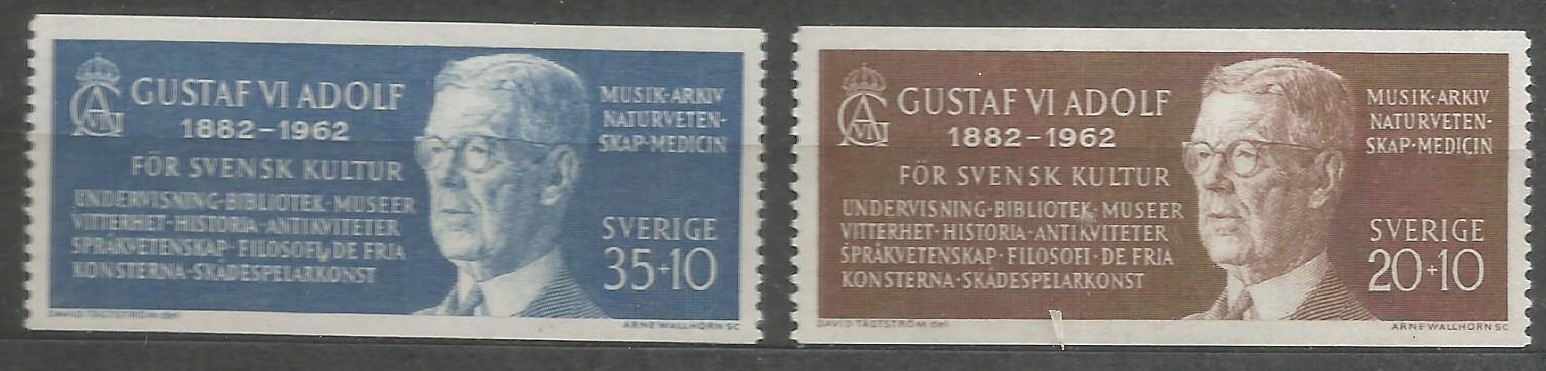 GUSTAF VI ADOLF
1882–1962
FÖR SVENSK KULTUR
UNDERVISNING·BIBLIOTEK·MUSEER
VITTERHET·HISTORIA·ANTIKVITETER
SPRÅKVETENSKAP·FILOSOFI·DE FRIA
KONSTERNA·SKÅDESPELARKONST
MUSIK·ARKIV
NATURVETEN-
SKAP·MEDICIN
SVERIGE
35+10
DAVID TÄGTSTRÖM del
ARNE WALLHORN SC
GUSTAF VI ADOLF
1882–1962
FÖR SVENSK KULTUR
UNDERVISNING·BIBLIOTEK·MUSEER
VITTERHET·HISTORIA·ANTIKVITETER
SPRÅKVETENSKAP·FILOSOFI·DE FRIA
KONSTERNA·SKÅDESPELARKONST
MUSIK·ARKIV
NATURVETEN-
SKAP·MEDICIN
SVERIGE
20+10
DAVID TÄGTSTRÖM del
ARNE WALLHORN SC